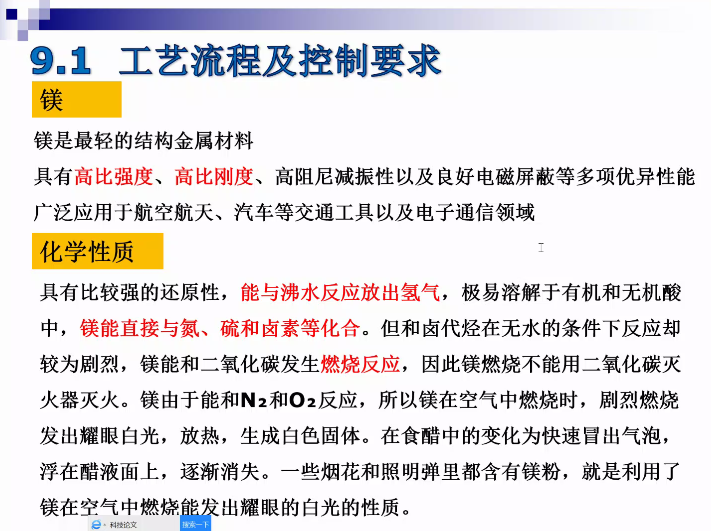 9.1 工艺流程及控制要求
镁
镁是最轻的结构金属材料
具有高比强度、高比刚度、高阻尼减振性以及良好电磁屏蔽等多项优异性能
广泛应用于航空航天、汽车等交通工具以及电子通信领域
化学性质
具有比较强的还原性，能与沸水反应放出氢气，极易溶解于有机和无机酸
中，镁能直接与氮、硫和卤素等化合。但和卤代烃在无水的条件下反应却
较为剧烈，镁能和二氧化碳发生燃烧反应，因此镁燃烧不能用二氧化碳灭
火器灭火。镁由于能和N₂和O₂反应，所以镁在空气中燃烧时，剧烈燃烧
发出耀眼白光，放热，生成白色固体。在食醋中的变化为快速冒出气泡，
浮在醋液面上，逐渐消失。一些烟花和照明弹里都含有镁粉，就是利用了
镁在空气中燃烧能发出耀眼的白光的性质。
科技论文 搜索一下